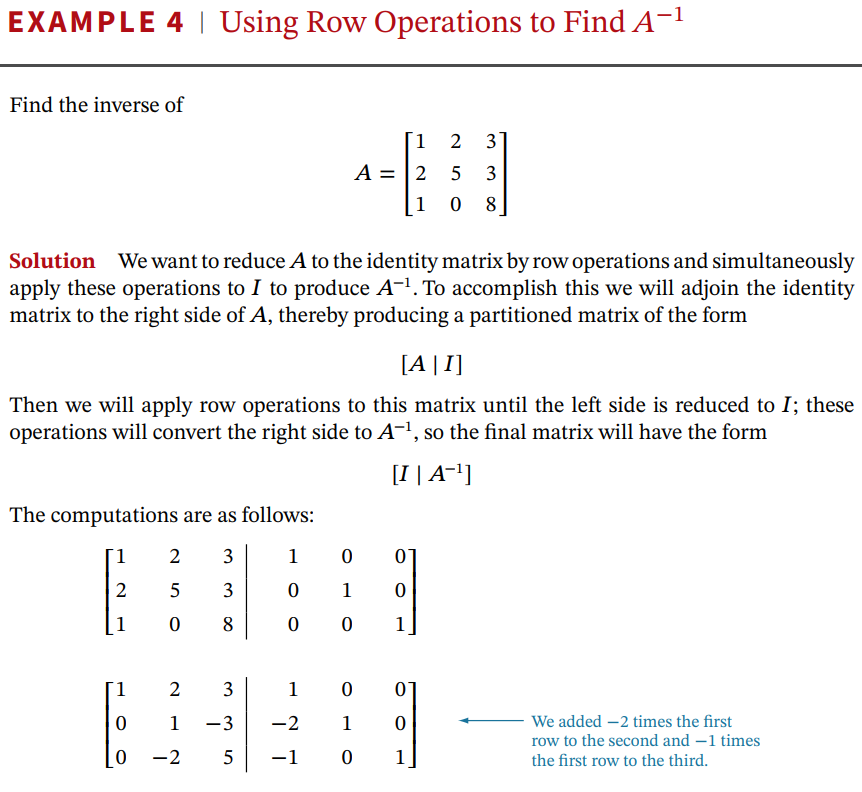 EXAMPLE 4 | Using Row Operations to Find A⁻¹
Find the inverse of
A = [1 2 3
2 5 3
1 0 8]
Solution We want to reduce A to the identity matrix by row operations and simultaneously
apply these operations to I to produce A⁻¹. To accomplish this we will adjoin the identity
matrix to the right side of A, thereby producing a partitioned matrix of the form
[A | I]
Then we will apply row operations to this matrix until the left side is reduced to I; these
operations will convert the right side to A⁻¹, so the final matrix will have the form
[I | A⁻¹]
The computations are as follows:
[1 2 3 | 1 0 0
2 5 3 | 0 1 0
1 0 8 | 0 0 1]
[1 2 3 | 1 0 0
0 1 −3 | −2 1 0
0 −2 5 | −1 0 1]
We added −2 times the first
row to the second and −1 times
the first row to the third.